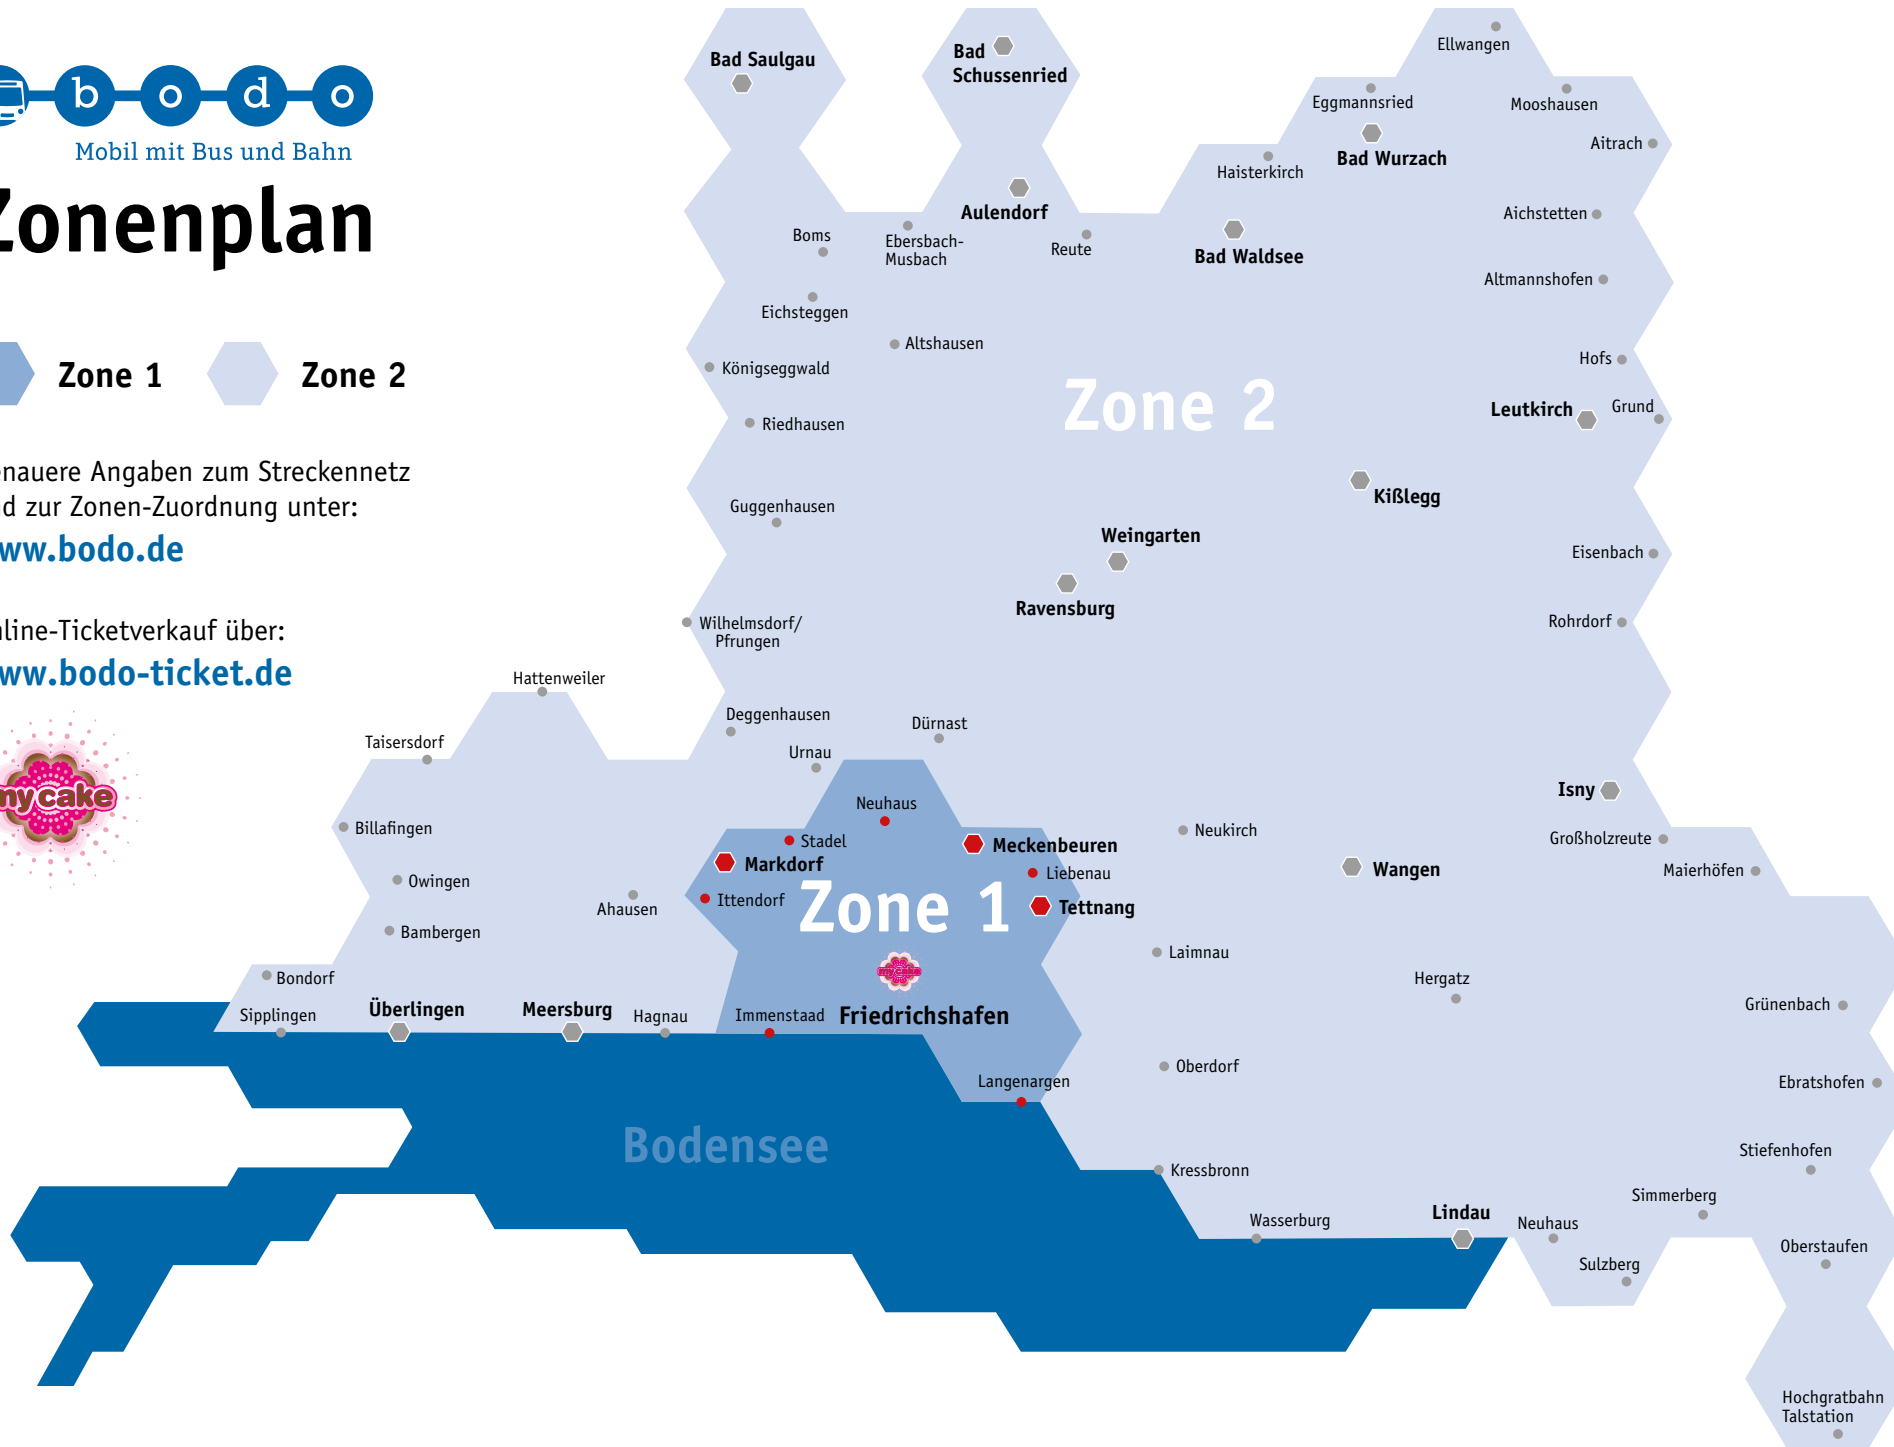 b o d o
Mobil mit Bus und Bahn
Zonenplan
Zone 1
Zone 2
enauere Angaben zum Streckennetz
d zur Zonen-Zuordnung unter:
ww.bodo.de
line-Ticketverkauf über:
ww.bodo-ticket.de
my cake
Bad Saulgau
Bad
Schussenried
Ellwangen
Eggmannsried
Mooshausen
Bad Wurzach
Aitrach
Haisterkirch
Aulendorf
Aichstetten
Boms
Ebersbach-
Musbach
Reute
Bad Waldsee
Altmannshofen
Eichsteggen
Altshausen
Hofs
Königseggwald
Zone 2
Leutkirch
Grund
Riedhausen
Kißlegg
Guggenhausen
Weingarten
Eisenbach
Ravensburg
Wilhelmsdorf/
Pfrungen
Rohrdorf
Hattenweiler
Deggenhausen
Dürnast
Taisersdorf
Urnau
Isny
Neuhaus
Billafingen
Stadel
Meckenbeuren
Neukirch
Großholzreute
Markdorf
Liebenau
Wangen
Maierhöfen
Owingen
Ahausen
Ittendorf
Zone 1
Tettnang
Bambergen
Laimnau
my cake
Bondorf
Hergatz
Sipplingen
Überlingen
Meersburg
Hagnau
Immenstaad
Friedrichshafen
Grünenbach
Oberdorf
Langenargen
Ebratshofen
Bodensee
Stiefenhofen
Kressbronn
Simmerberg
Wasserburg
Lindau
Neuhaus
Oberstaufen
Sulzberg
Hochgratbahn
Talstation